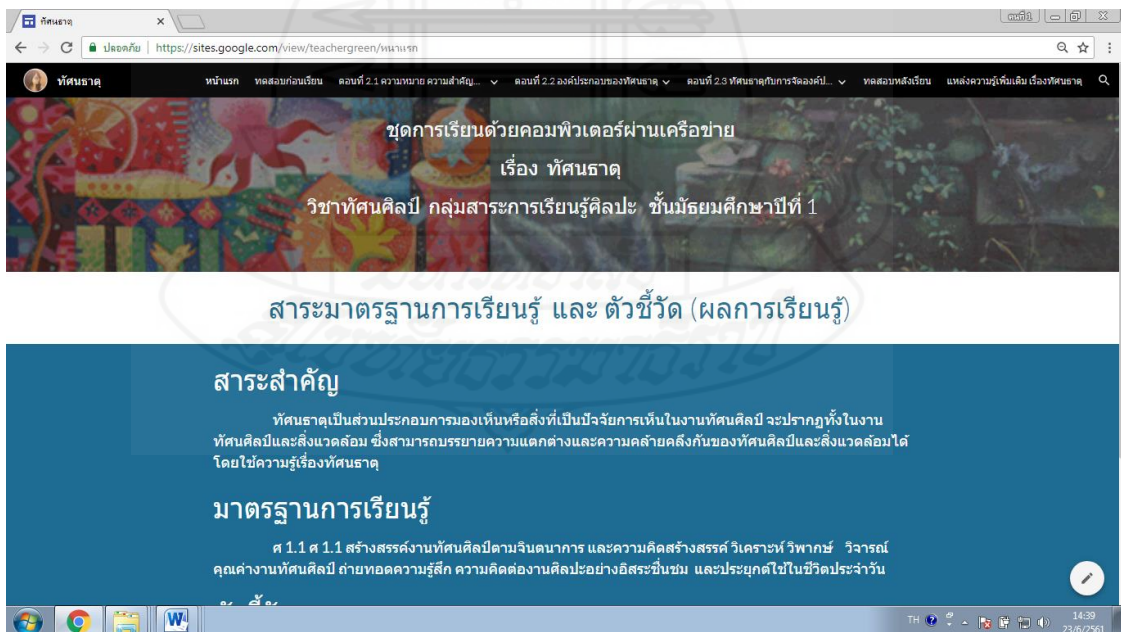 ทัศนธาตุ
ปลอดภัย | https://sites.google.com/view/teachergreen/หนาแรก
ทัศนธาตุ
หน้าแรก
ทดสอบก่อนเรียน
ตอนที่ 2.1 ความหมาย ความสำคัญ...
ตอนที่ 2.2 องค์ประกอบของทัศนธาตุ
ตอนที่ 2.3 ทัศนธาตุกับการจัดองค์ป...
ทดสอบหลังเรียน
แหล่งความรู้เพิ่มเติม เรื่องทัศนธาตุ
ชุดการเรียนด้วยคอมพิวเตอร์ผ่านเครือข่าย
เรื่อง ทัศนธาตุ
วิชาทัศนศิลป์ กลุ่มสาระการเรียนรู้ศิลปะ ชั้นมัธยมศึกษาปีที่ 1
สาระมาตรฐานการเรียนรู้ และ ตัวชี้วัด (ผลการเรียนรู้)
สาระสำคัญ
ทัศนธาตุเป็นส่วนประกอบการมองเห็นหรือสิ่งที่เป็นปัจจัยการเห็นในงานทัศนศิลป์ จะปรากฏทั้งในงาน
ทัศนศิลป์และสิ่งแวดล้อม ซึ่งสามารถบรรยายความแตกต่างและความคล้ายคลึงกันของทัศนศิลป์และสิ่งแวดล้อมได้
โดยใช้ความรู้เรื่องทัศนธาตุ
มาตรฐานการเรียนรู้
ศ 1.1 ศ 1.1 สร้างสรรค์งานทัศนศิลป์ตามจินตนาการ และความคิดสร้างสรรค์ วิเคราะห์ วิพากษ์ วิจารณ์
คุณค่างานทัศนศิลป์ ถ่ายทอดความรู้สึก ความคิดต่องานศิลปะอย่างอิสระชื่นชม และประยุกต์ใช้ในชีวิตประจำวัน
TH
14:39
23/6/2561